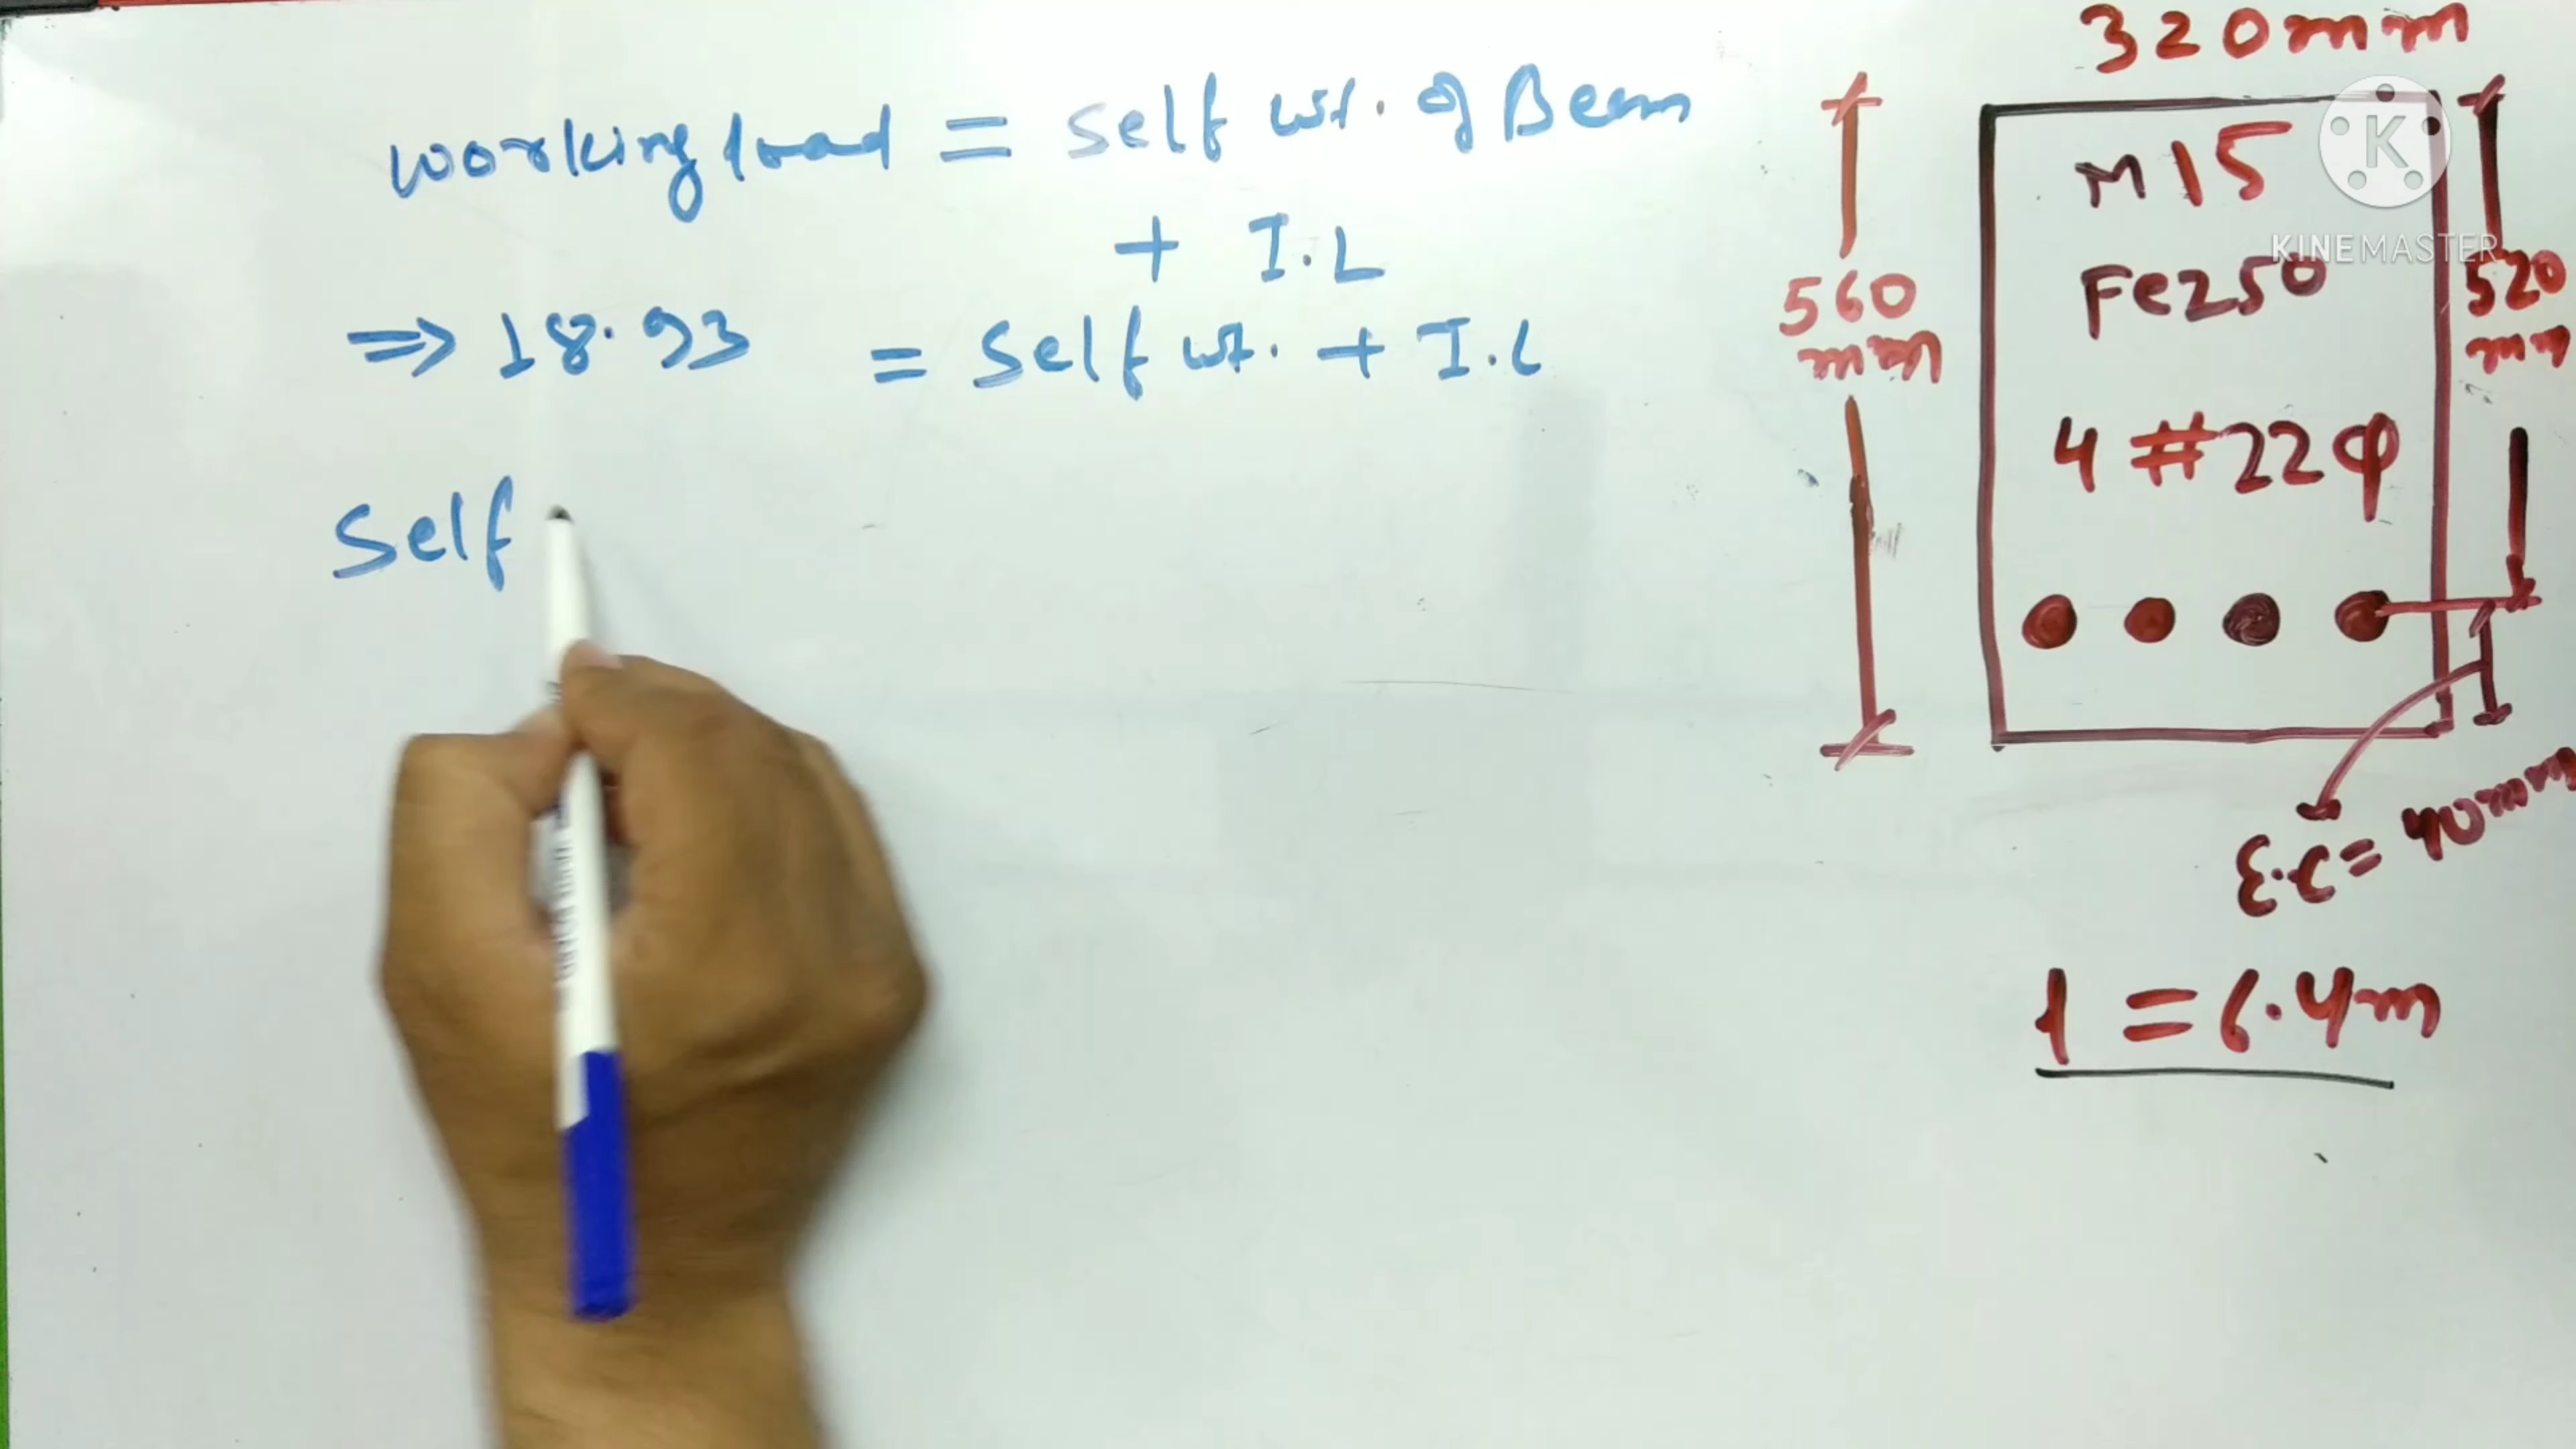 working load = Self wt. of Beam
+ I.L
=> 18.93 = Self wt. + I.L
Self
320mm
M15
Fe250
4 #22φ
560
mm
520
mm
E.C = 40mm
l = 6.4m
KINEMASTER